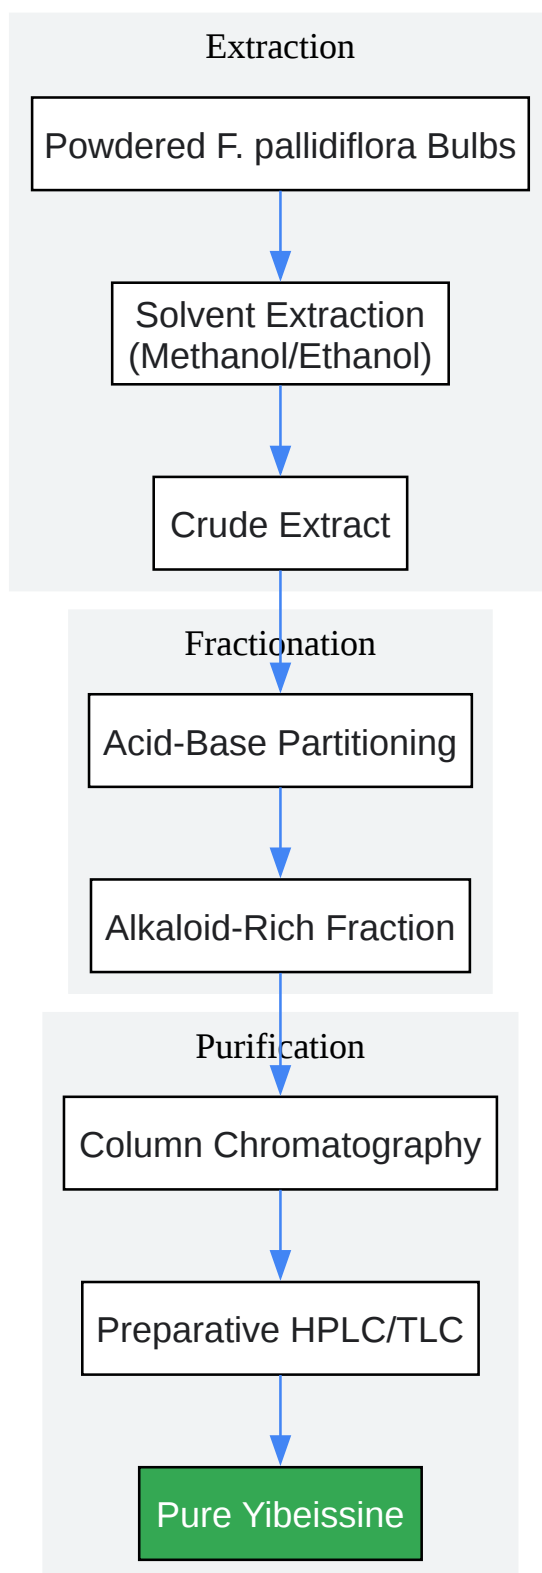 Extraction
Powdered F. pallidiflora Bulbs
Solvent Extraction
(Methanol/Ethanol)
Crude Extract
Fractionation
Acid-Base Partitioning
Alkaloid-Rich Fraction
Purification
Column Chromatography
Preparative HPLC/TLC
Pure Yibeissine